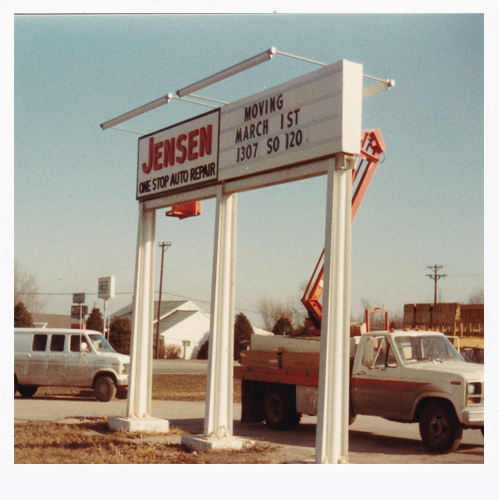 JENSEN
ONE STOP AUTO REPAIR
MOVING
MARCH 1ST
1307 SO 120